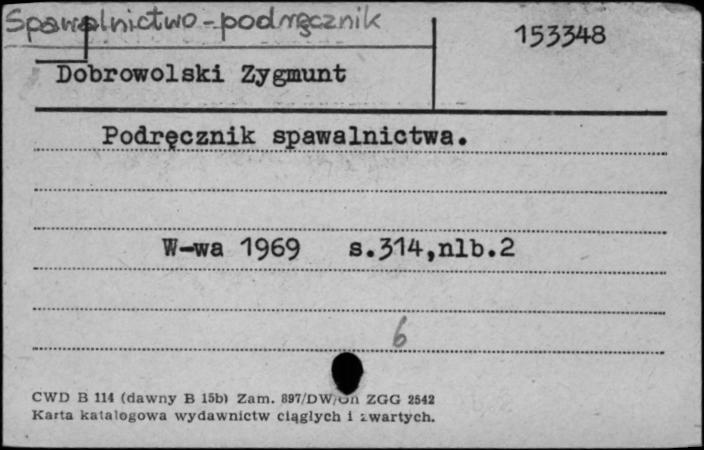 Spawalnictwo-podręcznik
153348
Dobrowolski Zygmunt
Podręcznik spawalnictwa.
W-wa 1969 s.314,nlb.2
6
CWD B 114 (dawny B 15b) Zam. 897/DW/Gń ZGG 2542
Karta katalogowa wydawnictw ciągłych i zwartych.